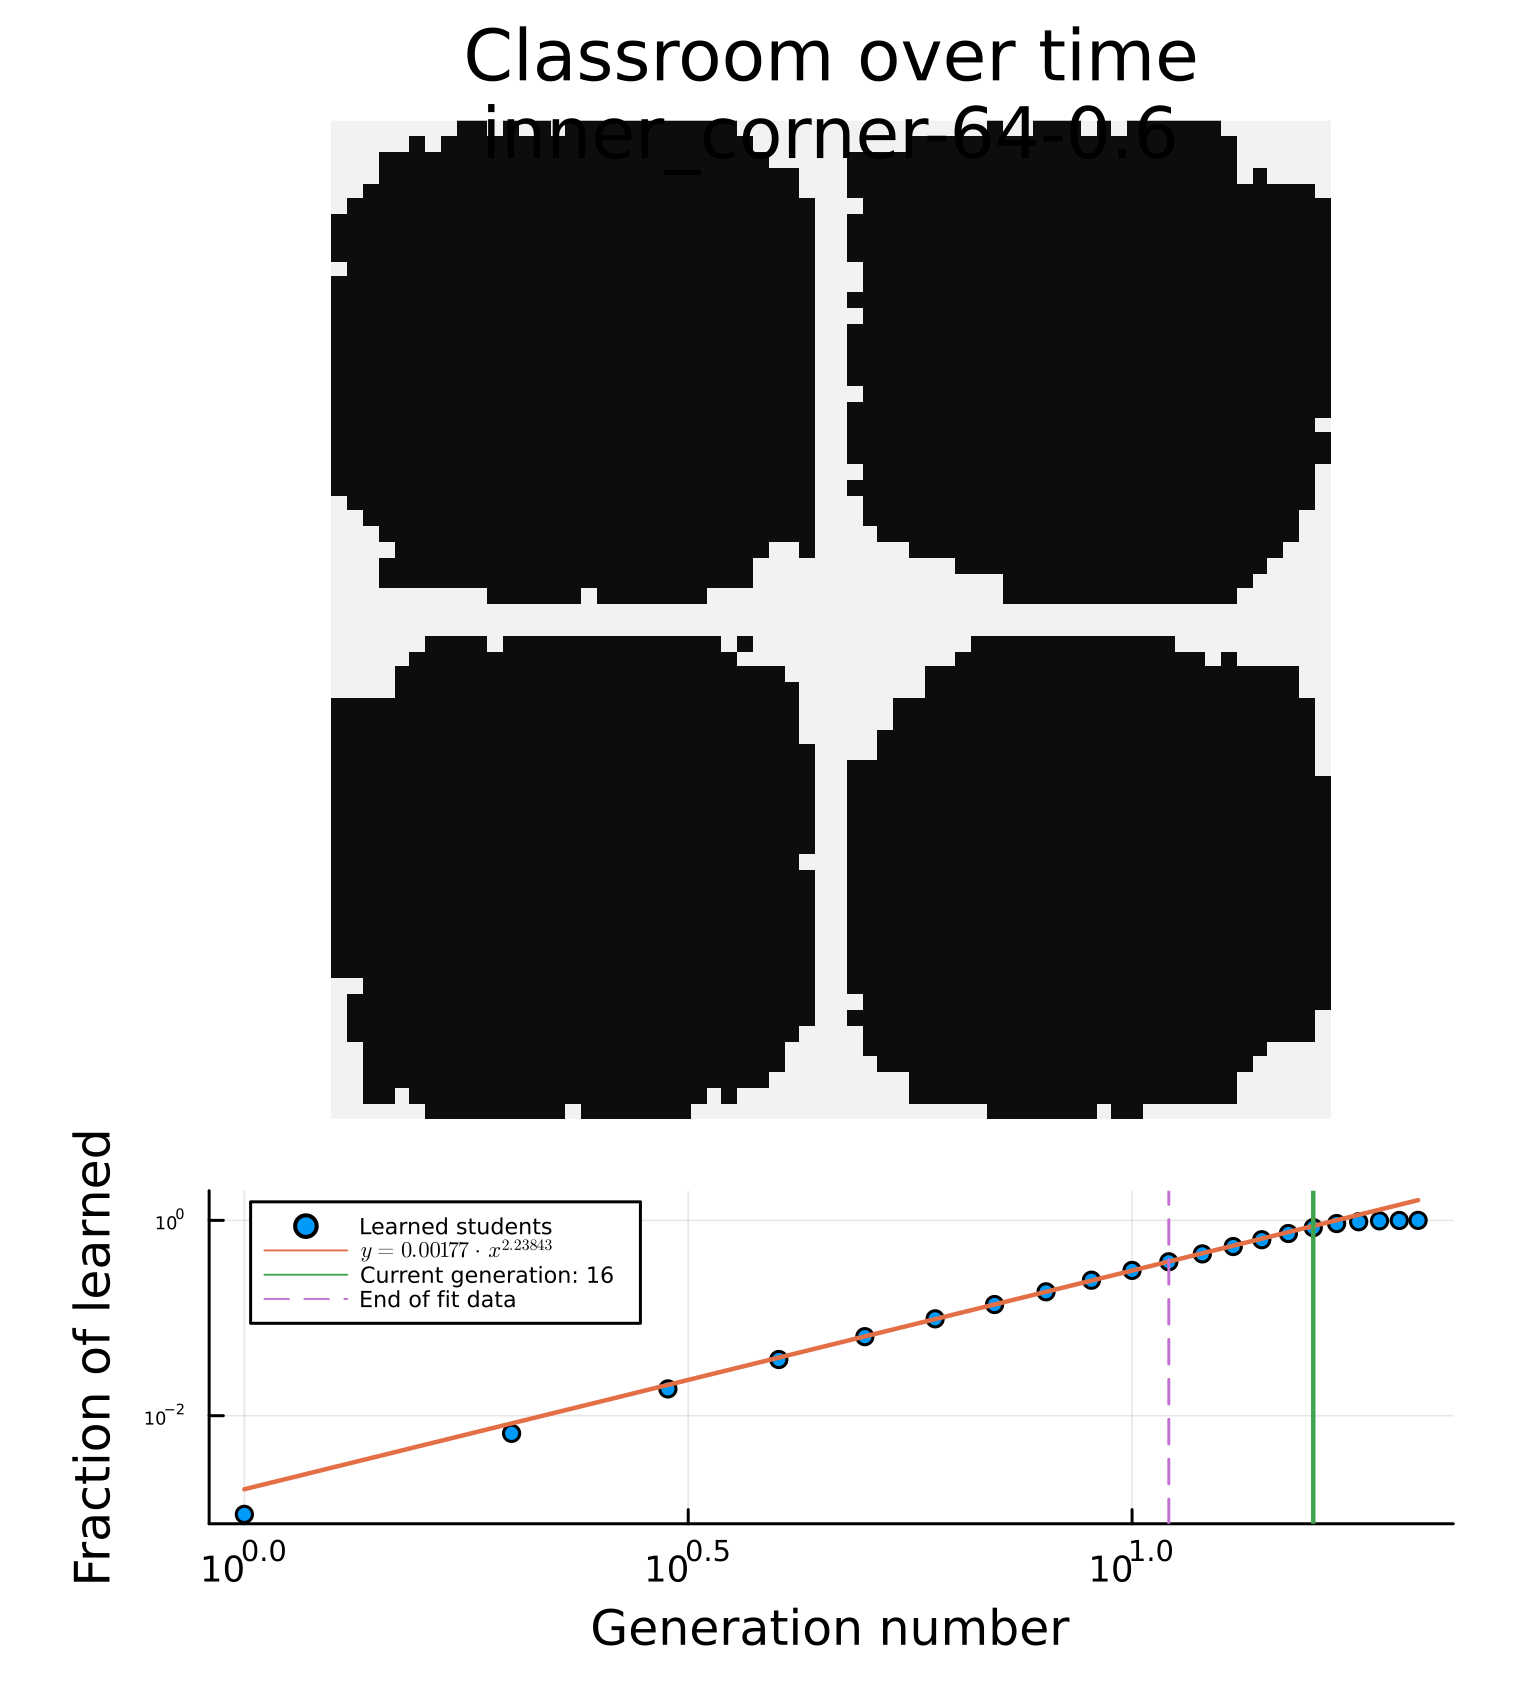 Classroom over time
inner_corner-64-0.6
Fraction of learned
10^0
10^−2
Learned students
y = 0.00177 · x^2.23843
Current generation: 16
End of fit data
10^0.0
10^0.5
10^1.0
Generation number